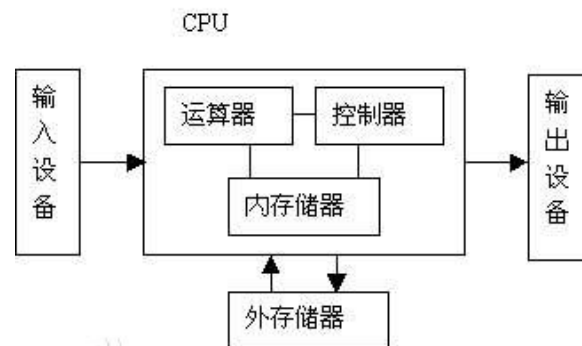 CPU
输入设备
运算器
控制器
输出设备
内存储器
外存储器